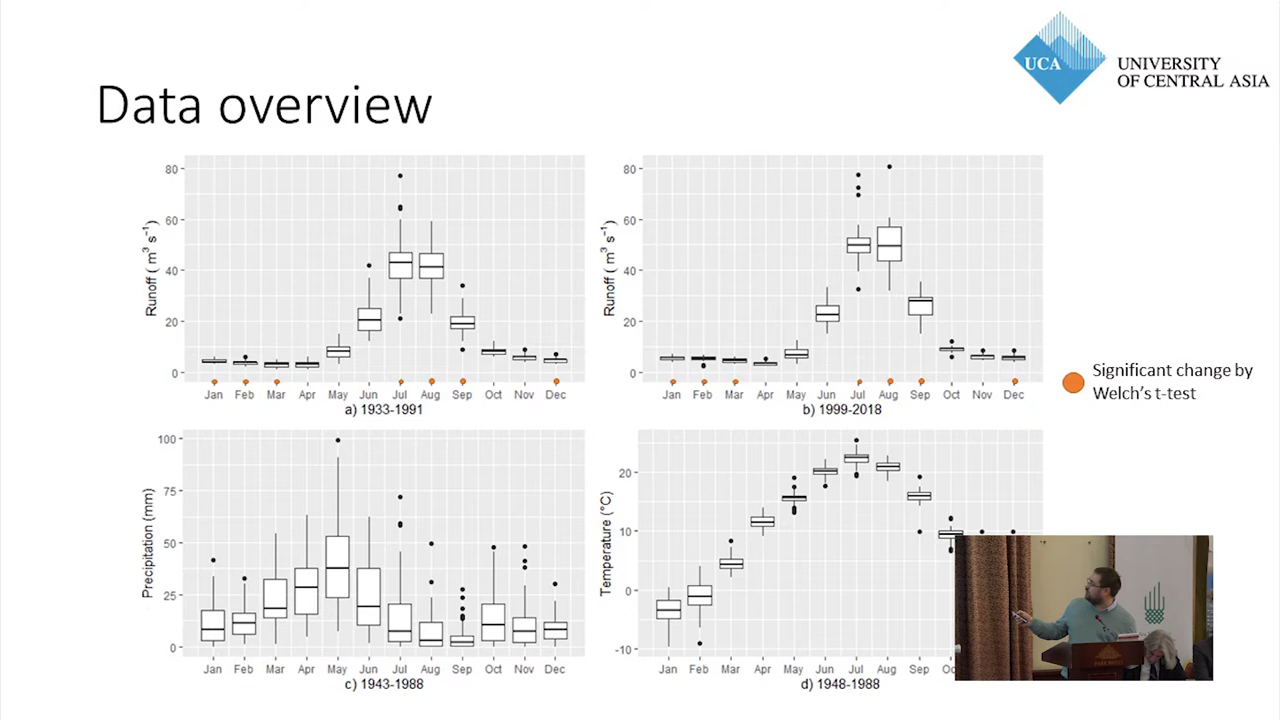 UCA
UNIVERSITY
OF CENTRAL ASIA
Data overview
Runoff ( m³ s⁻¹)
80
60
40
20
0
Jan Feb Mar Apr May Jun Jul Aug Sep Oct Nov Dec
a) 1933-1991
Runoff ( m³ s⁻¹)
80
60
40
20
0
Jan Feb Mar Apr May Jun Jul Aug Sep Oct Nov Dec
b) 1999-2018
Significant change by
Welch’s t-test
Precipitation (mm)
100
75
50
25
0
Jan Feb Mar Apr May Jun Jul Aug Sep Oct Nov Dec
c) 1943-1988
Temperature (°C)
20
10
0
-10
Jan Feb Mar Apr May Jun Jul Aug Sep
d) 1948-1988